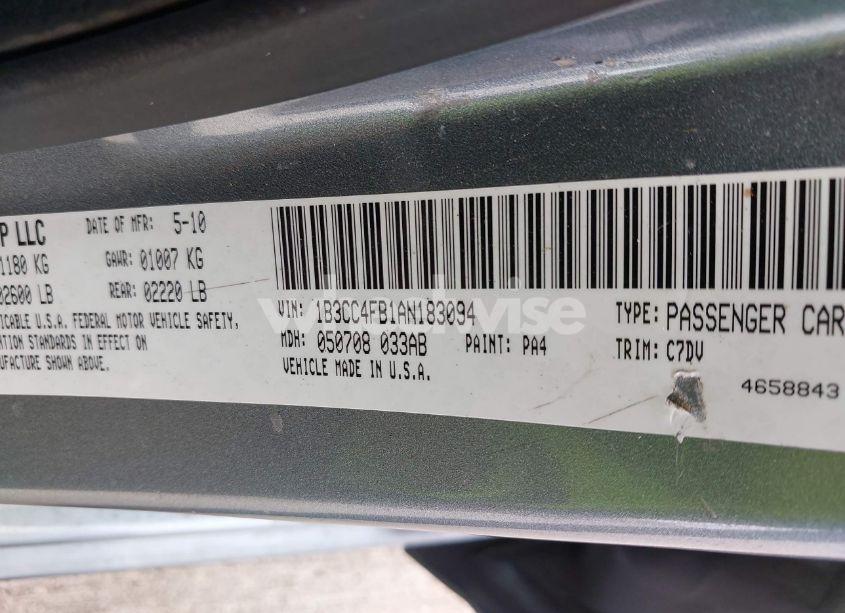 P LLC DATE OF MFR: 5-10
1180 KG GAWR: 01007 KG
02600 LB REAR: 02220 LB
ICABLE U.S.A. FEDERAL MOTOR VEHICLE SAFETY,
NTION STANDARDS IN EFFECT ON
NUFACTURE SHOWN ABOVE.
VIN: 1B3CC4FB1AN183094 TYPE: PASSENGER CAR
MDH: 050708 033AB PAINT: PA4 TRIM: C7DV
VEHICLE MADE IN U.S.A. 4658843